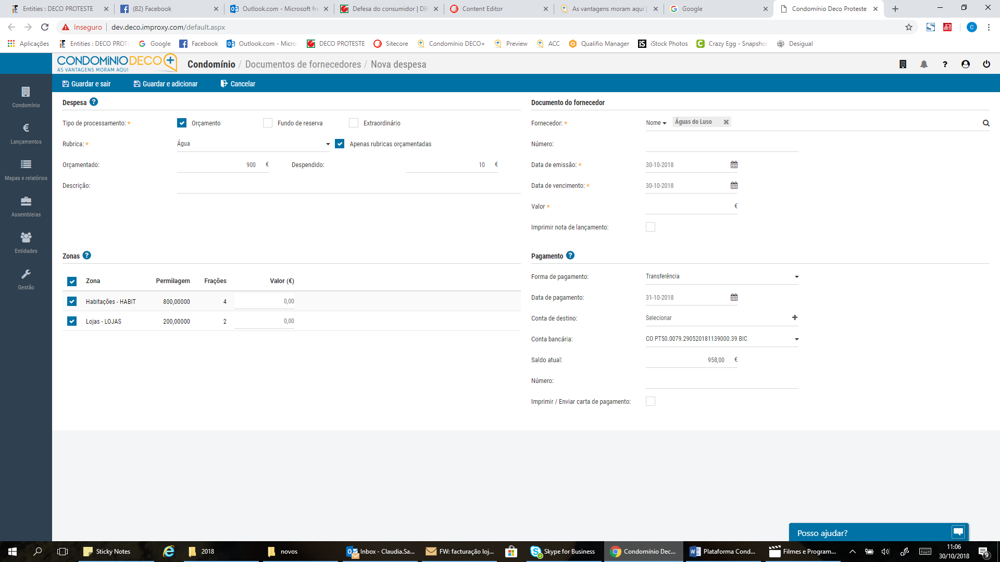 Entities : DECO PROTESTE
(82) Facebook
Outlook.com - Microsoft fre
Defesa do consumidor | DE
Content Editor
As vantagens moram aqui |
Google
Condomínio Deco Proteste
Inseguro
dev.deco.improxy.com/default.aspx
Aplicações
Entities : DECO PROT
Google
Facebook
Outlook.com - Micro
DECO PROTESTE
Sitecore
Condomínio DECO+
Preview
ACC
Qualifio Manager
iStock Photos
Crazy Egg - Snapshot
Desigual
CONDOMÍNIODECO+
AS VANTAGENS MORAM AQUI
Condomínio / Documentos de fornecedores / Nova despesa
Guardar e sair
Guardar e adicionar
Cancelar
Condomínio
Lançamentos
Mapas e relatórios
Assembleias
Entidades
Gestão
Despesa ?
Tipo de processamento: *
Orçamento
Fundo de reserva
Extraordinário
Rubrica: *
Água
Apenas rubricas orçamentadas
Orçamentado:
900 €
Despendido:
10 €
Descrição:
Documento do fornecedor
Fornecedor: *
Nome
Águas do Luso
Número:
Data de emissão: *
30-10-2018
Data de vencimento: *
30-10-2018
Valor *
€
Imprimir nota de lançamento:
Zonas ?
Zona Permilagem Frações Valor (€)
Habitações - HABIT 800,00000 4 0,00
Lojas - LOJAS 200,00000 2 0,00
Pagamento ?
Forma de pagamento:
Transferência
Data de pagamento:
31-10-2018
Conta de destino:
Selecionar
Conta bancária:
CO PT50.0079.290520181139000.39 BIC
Saldo atual:
958,00 €
Número:
Imprimir / Enviar carta de pagamento:
Posso ajudar?
Sticky Notes
2018
novos
Inbox - Claudia.Sa...
FW: facturação loj...
Skype for Business
Condomínio Dec...
Plataforma Cond...
Filmes e Program...
11:06
30/10/2018
9